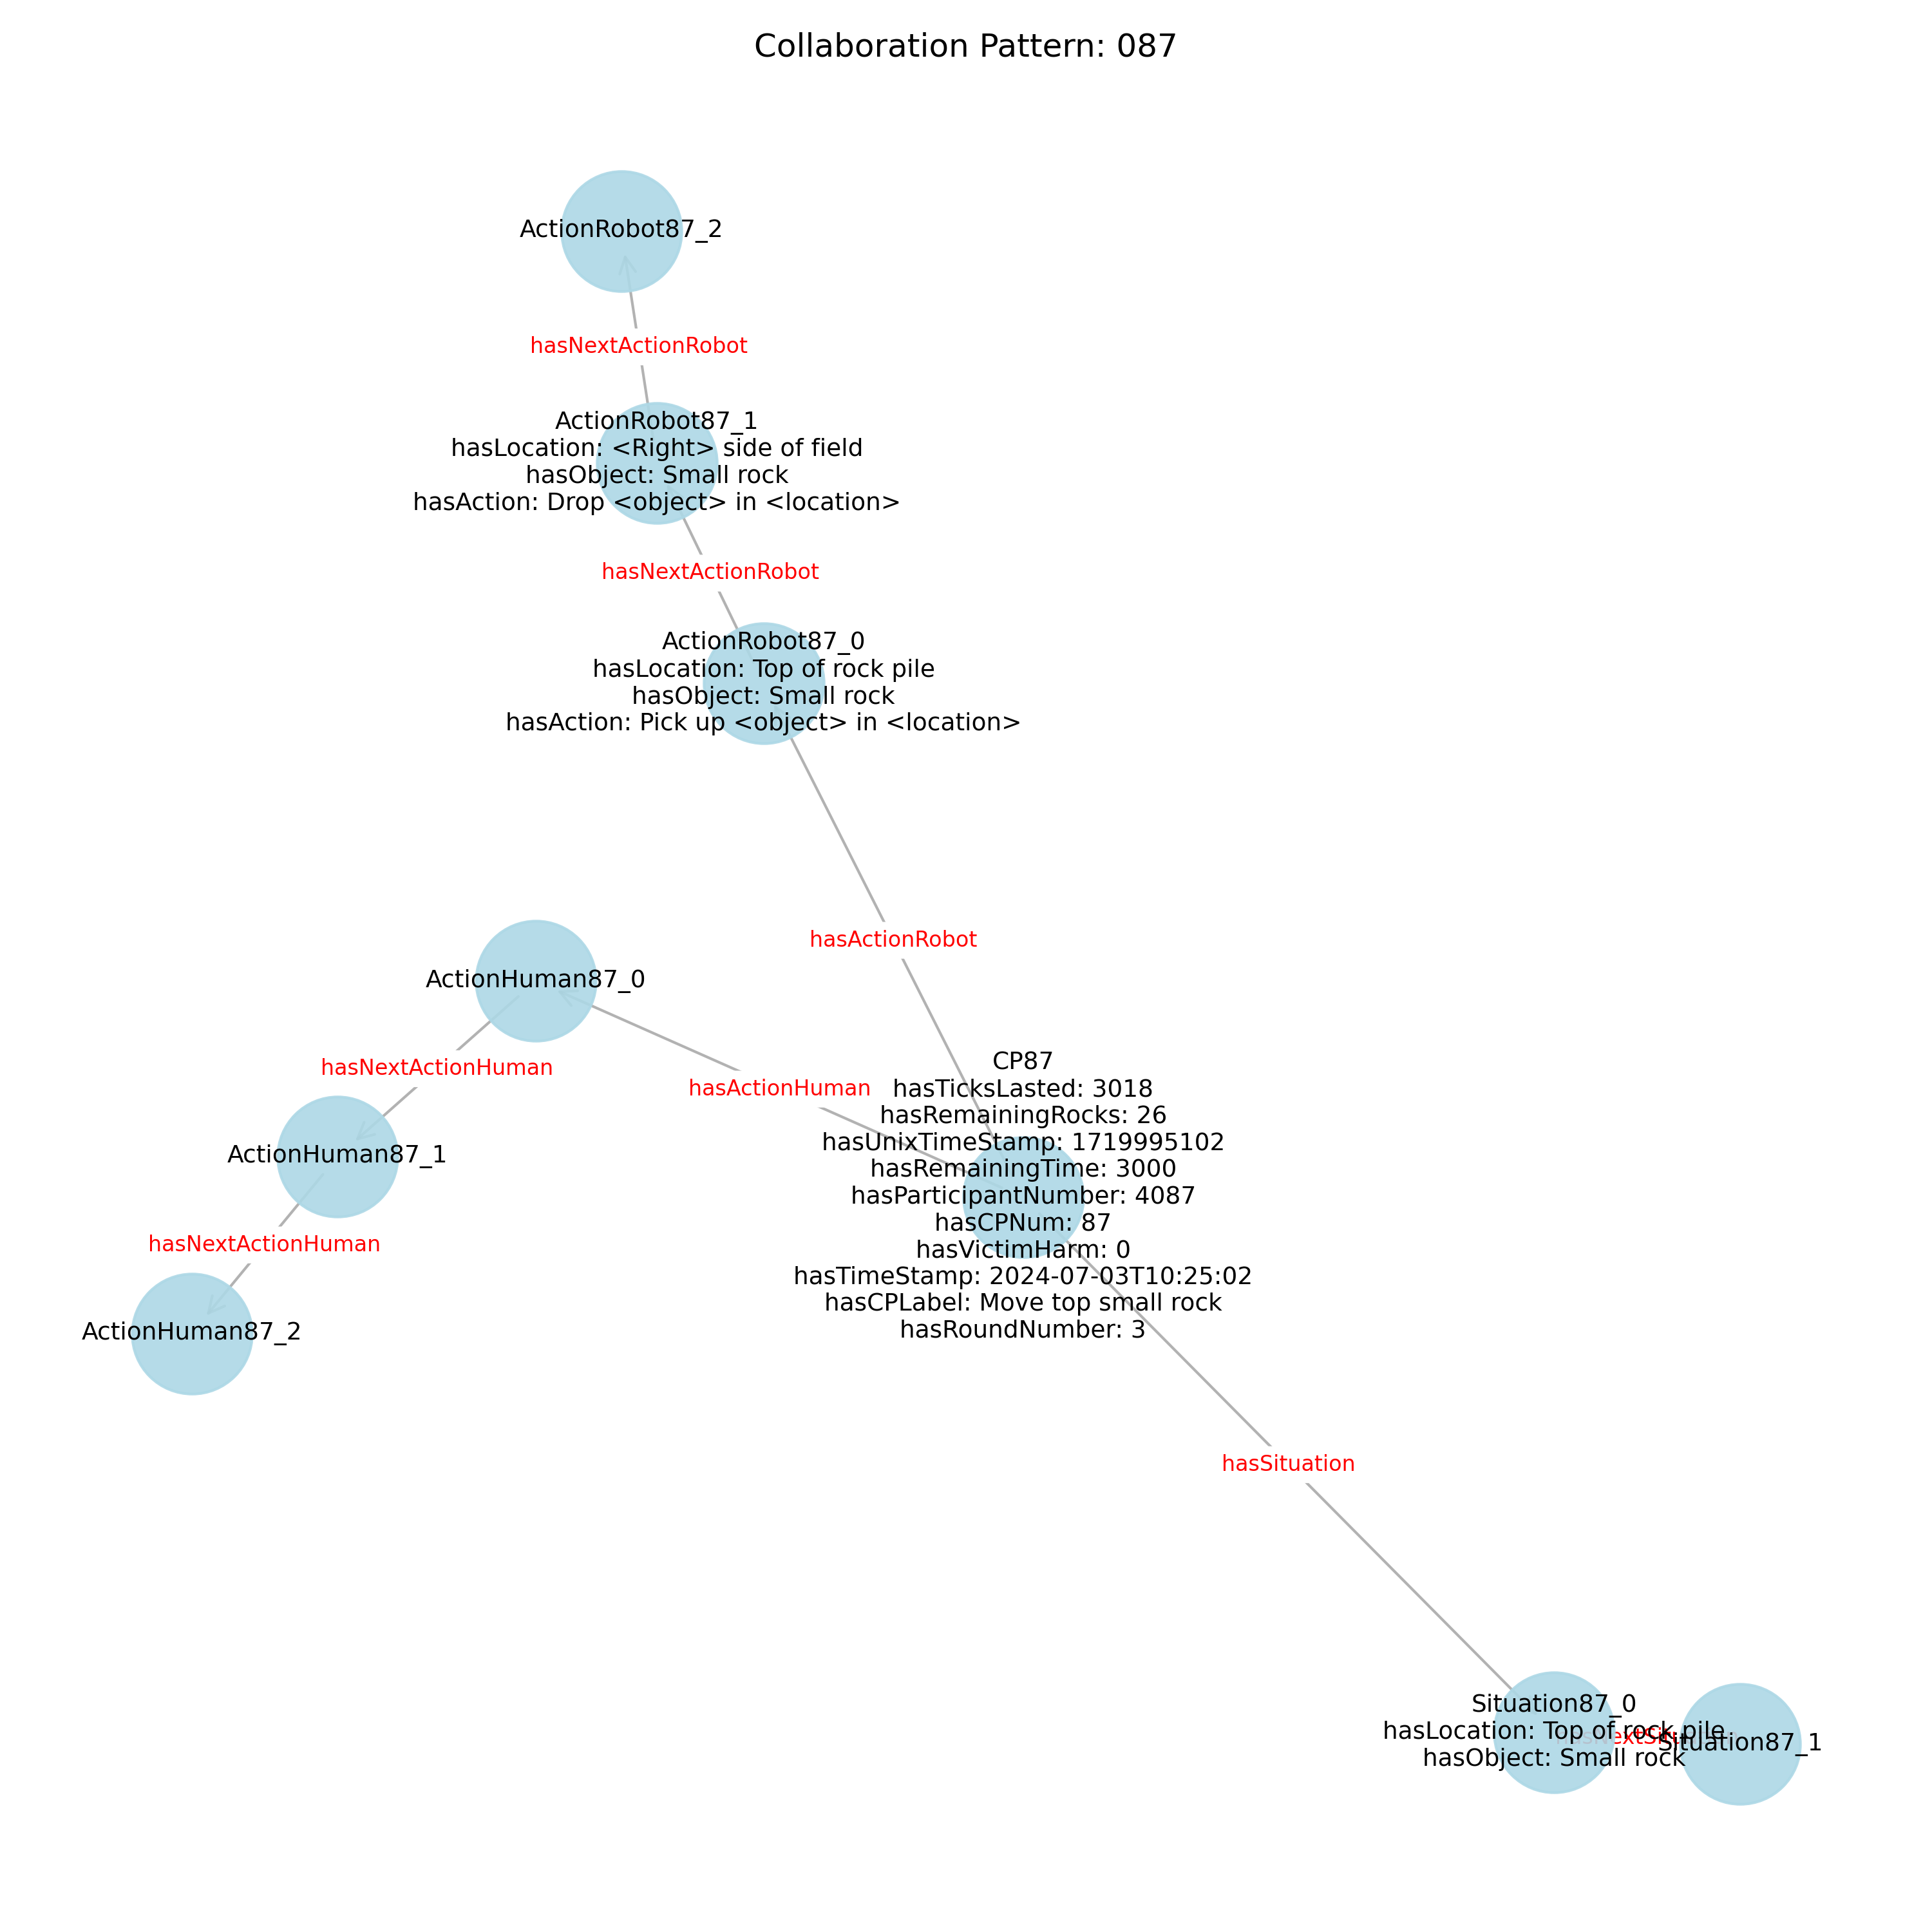 Collaboration Pattern: 087
ActionRobot87_2
hasNextActionRobot
ActionRobot87_1
hasLocation: <Right> side of field
hasObject: Small rock
hasAction: Drop <object> in <location>
hasNextActionRobot
ActionRobot87_0
hasLocation: Top of rock pile
hasObject: Small rock
hasAction: Pick up <object> in <location>
hasActionRobot
ActionHuman87_0
hasNextActionHuman
hasActionHuman
ActionHuman87_1
hasNextActionHuman
ActionHuman87_2
CP87
hasTicksLasted: 3018
hasRemainingRocks: 26
hasUnixTimeStamp: 1719995102
hasRemainingTime: 3000
hasParticipantNumber: 4087
hasCPNum: 87
hasVictimHarm: 0
hasTimeStamp: 2024-07-03T10:25:02
hasCPLabel: Move top small rock
hasRoundNumber: 3
hasSituation
Situation87_0
hasLocation: Top of rock pile
hasObject: Small rock
Situation87_1